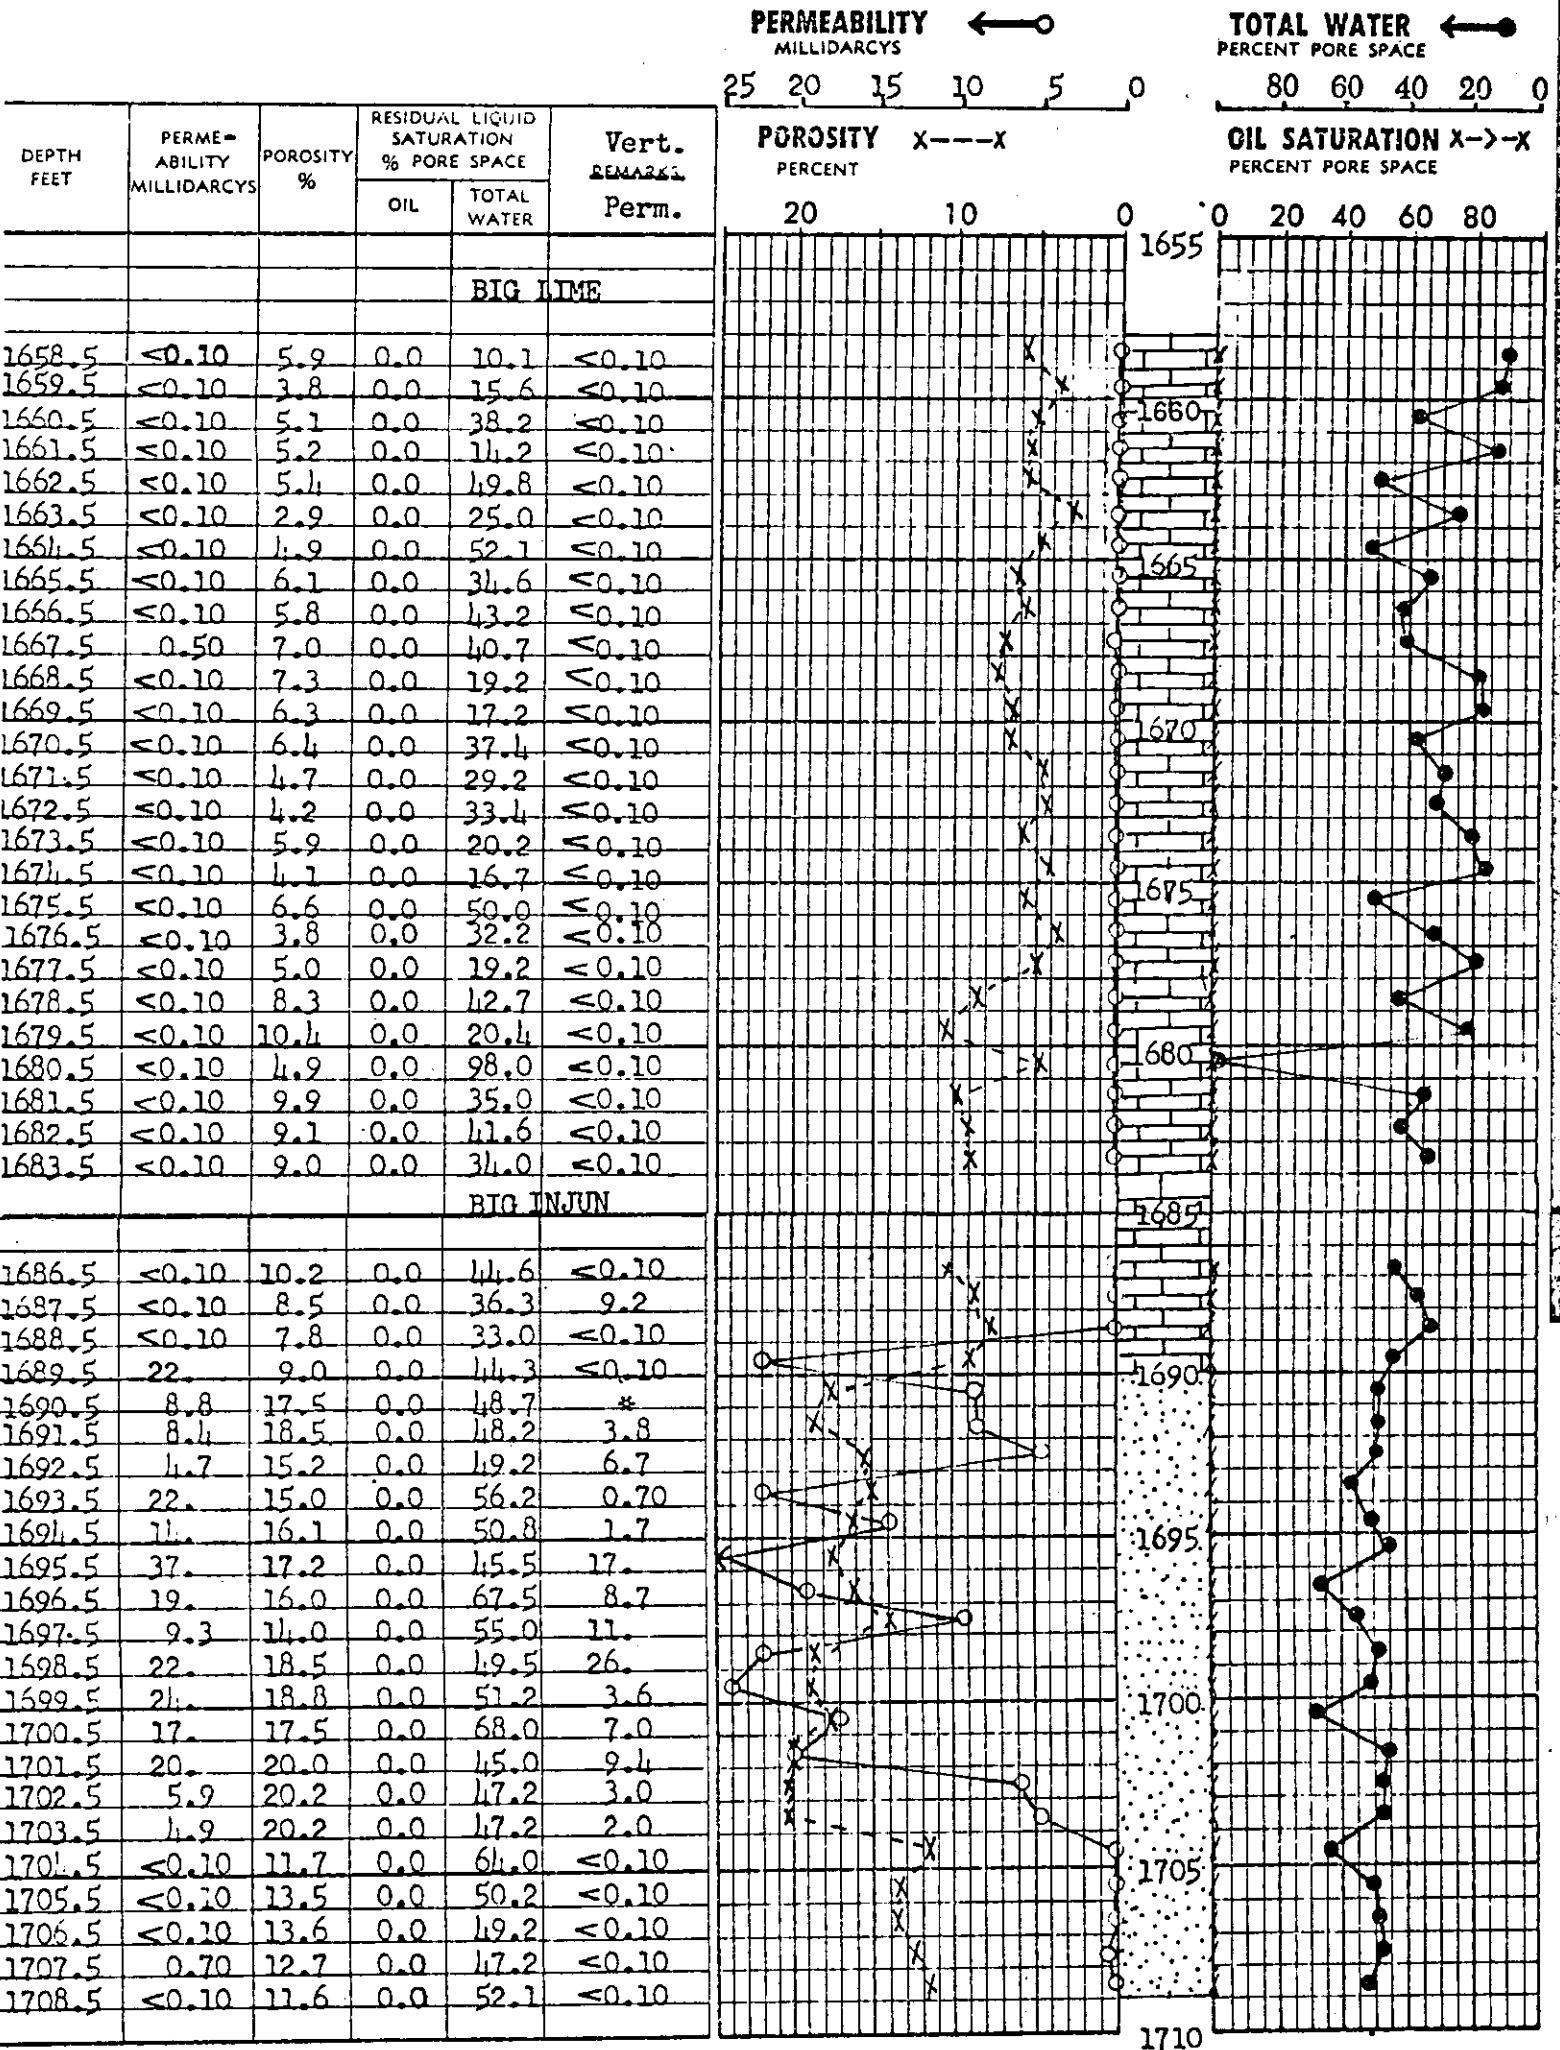 PERMEABILITY
MILLIDARCYS
TOTAL WATER
PERCENT PORE SPACE
25 20 15 10 5 0
80 60 40 20 0
DEPTH FEET
PERME-ABILITY MILLIDARCYS
POROSITY %
RESIDUAL LIQUID SATURATION % PORE SPACE
OIL
TOTAL WATER
Vert.
REMARKS
Perm.
POROSITY X---X
PERCENT
20 10 0
OIL SATURATION X->-X
PERCENT PORE SPACE
0 20 40 60 80
1655
BIG LIME
1658.5 <0.10 5.9 0.0 10.1 <0.10
1659.5 <0.10 3.8 0.0 15.6 <0.10
1660.5 <0.10 5.1 0.0 38.2 <0.10
1660
1661.5 <0.10 5.2 0.0 14.2 <0.10
1662.5 <0.10 5.4 0.0 49.8 <0.10
1663.5 <0.10 2.9 0.0 25.0 <0.10
1664.5 <0.10 4.9 0.0 52.1 <0.10
1665.5 <0.10 6.1 0.0 34.6 <0.10
1665
1666.5 <0.10 5.8 0.0 43.2 <0.10
1667.5 0.50 7.0 0.0 40.7 <0.10
1668.5 <0.10 7.3 0.0 19.2 <0.10
1669.5 <0.10 6.3 0.0 17.2 <0.10
1670.5 <0.10 6.4 0.0 37.4 <0.10
1670
1671.5 <0.10 4.7 0.0 29.2 <0.10
1672.5 <0.10 4.2 0.0 33.4 <0.10
1673.5 <0.10 5.9 0.0 20.2 <0.10
1674.5 <0.10 4.1 0.0 16.7 <0.10
1675.5 <0.10 6.6 0.0 50.0 <0.10
1675
1676.5 <0.10 3.8 0.0 32.2 <0.10
1677.5 <0.10 5.0 0.0 19.2 <0.10
1678.5 <0.10 8.3 0.0 42.7 <0.10
1679.5 <0.10 10.4 0.0 20.4 <0.10
1680.5 <0.10 4.9 0.0 98.0 <0.10
1680
1681.5 <0.10 9.9 0.0 35.0 <0.10
1682.5 <0.10 9.1 0.0 41.6 <0.10
1683.5 <0.10 9.0 0.0 34.0 <0.10
BIG INJUN
1685
1686.5 <0.10 10.2 0.0 44.6 <0.10
1687.5 <0.10 8.5 0.0 36.3 9.2
1688.5 <0.10 7.8 0.0 33.0 <0.10
1689.5 22. 9.0 0.0 44.3 <0.10
1690
1690.5 8.8 17.5 0.0 48.7 *
1691.5 8.4 18.5 0.0 48.2 3.8
1692.5 4.7 15.2 0.0 49.2 6.7
1693.5 22. 15.0 0.0 56.2 0.70
1694.5 14. 16.1 0.0 50.8 1.7
1695
1695.5 37. 17.2 0.0 45.5 17.
1696.5 19. 16.0 0.0 67.5 8.7
1697.5 9.3 14.0 0.0 55.0 11.
1698.5 22. 18.5 0.0 49.5 26.
1699.5 24. 18.8 0.0 51.2 3.6
1700
1700.5 17. 17.5 0.0 68.0 7.0
1701.5 20. 20.0 0.0 45.0 9.4
1702.5 5.9 20.2 0.0 47.2 3.0
1703.5 4.9 20.2 0.0 47.2 2.0
1704.5 <0.10 11.7 0.0 64.0 <0.10
1705
1705.5 <0.10 13.5 0.0 50.2 <0.10
1706.5 <0.10 13.6 0.0 49.2 <0.10
1707.5 0.70 12.7 0.0 47.2 <0.10
1708.5 <0.10 11.6 0.0 52.1 <0.10
1710